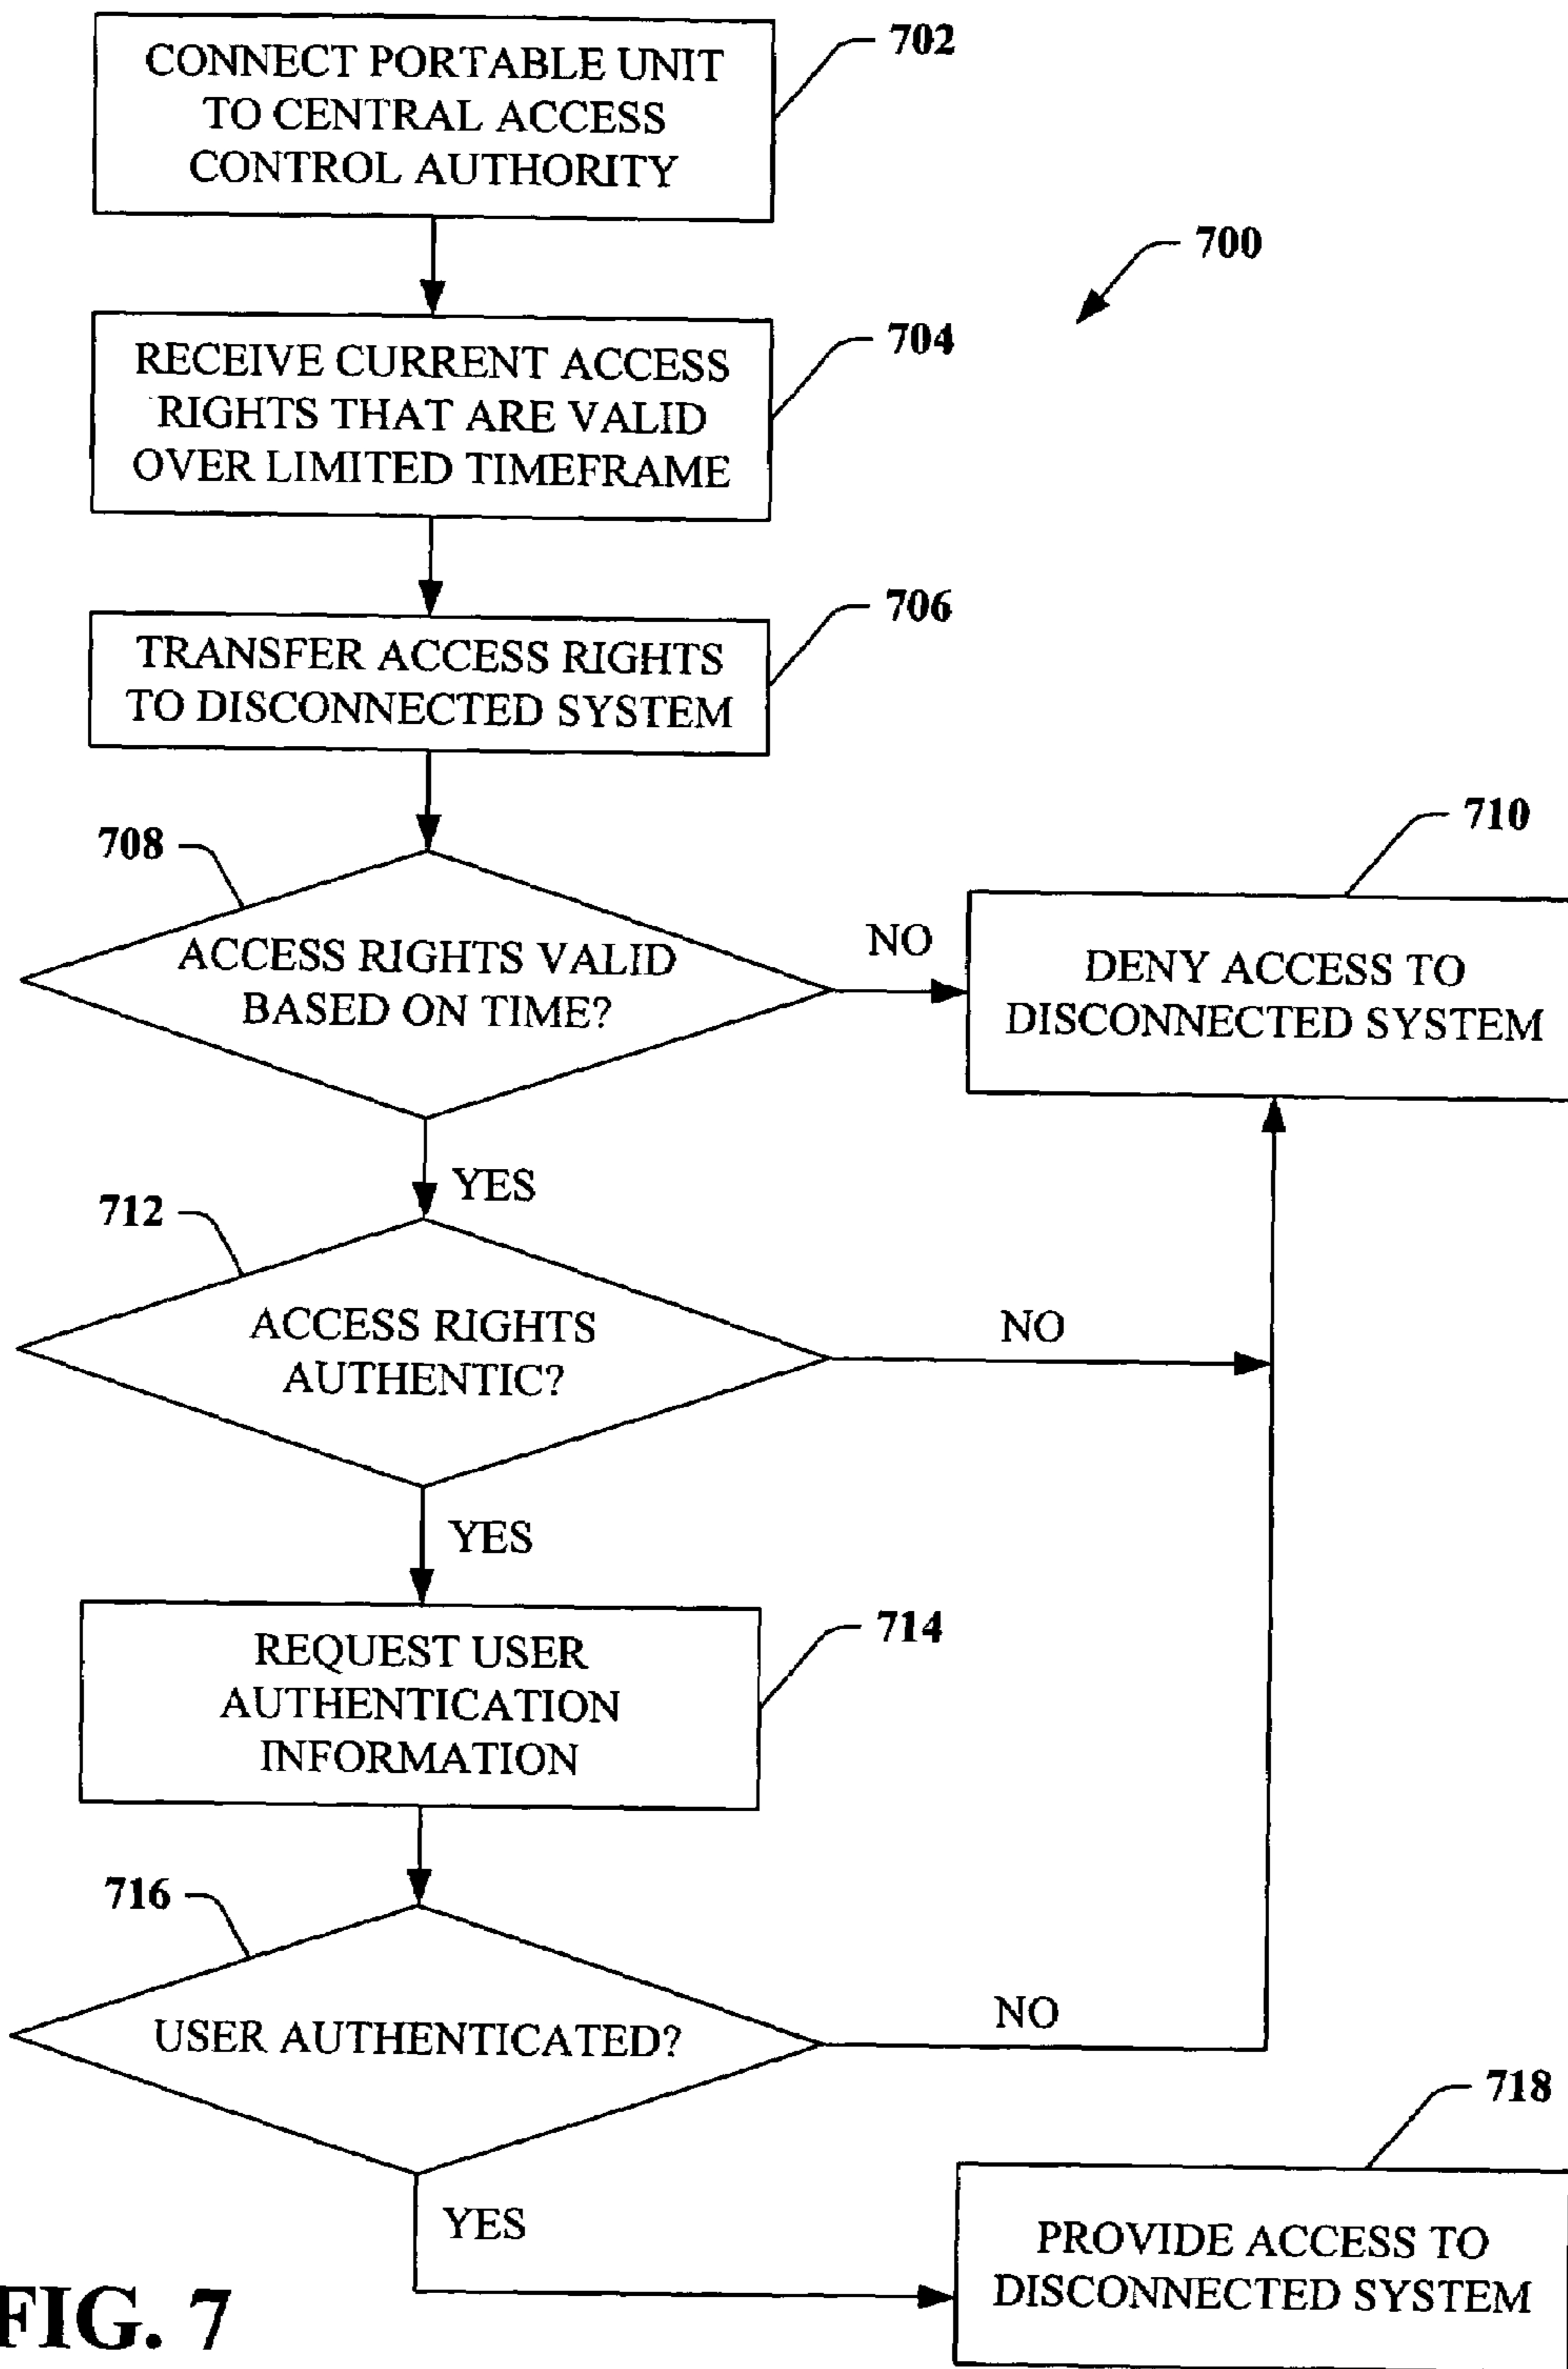 CONNECT PORTABLE UNIT
TO CENTRAL ACCESS
CONTROL AUTHORITY
702
700
RECEIVE CURRENT ACCESS
RIGHTS THAT ARE VALID
OVER LIMITED TIMEFRAME
704
TRANSFER ACCESS RIGHTS
TO DISCONNECTED SYSTEM
706
708
ACCESS RIGHTS VALID
BASED ON TIME?
NO
710
DENY ACCESS TO
DISCONNECTED SYSTEM
YES
712
ACCESS RIGHTS
AUTHENTIC?
NO
YES
REQUEST USER
AUTHENTICATION
INFORMATION
714
716
USER AUTHENTICATED?
NO
YES
718
PROVIDE ACCESS TO
DISCONNECTED SYSTEM
FIG. 7